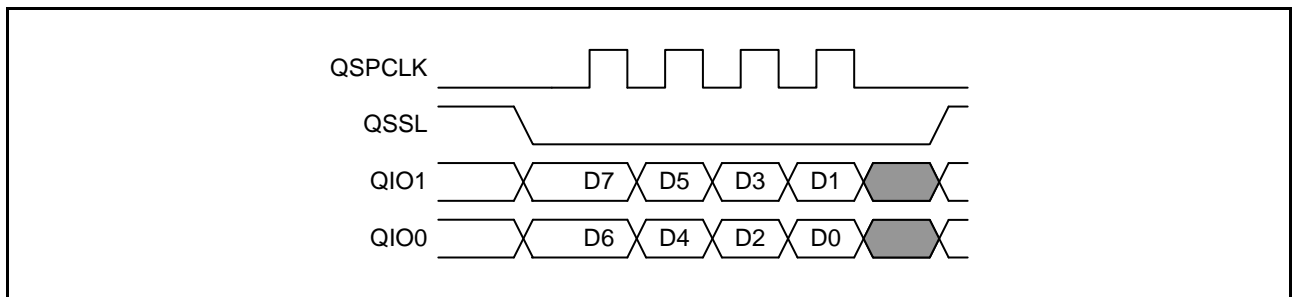 QSPCLK
QSSL
QIO1 D7 D5 D3 D1
QIO0 D6 D4 D2 D0